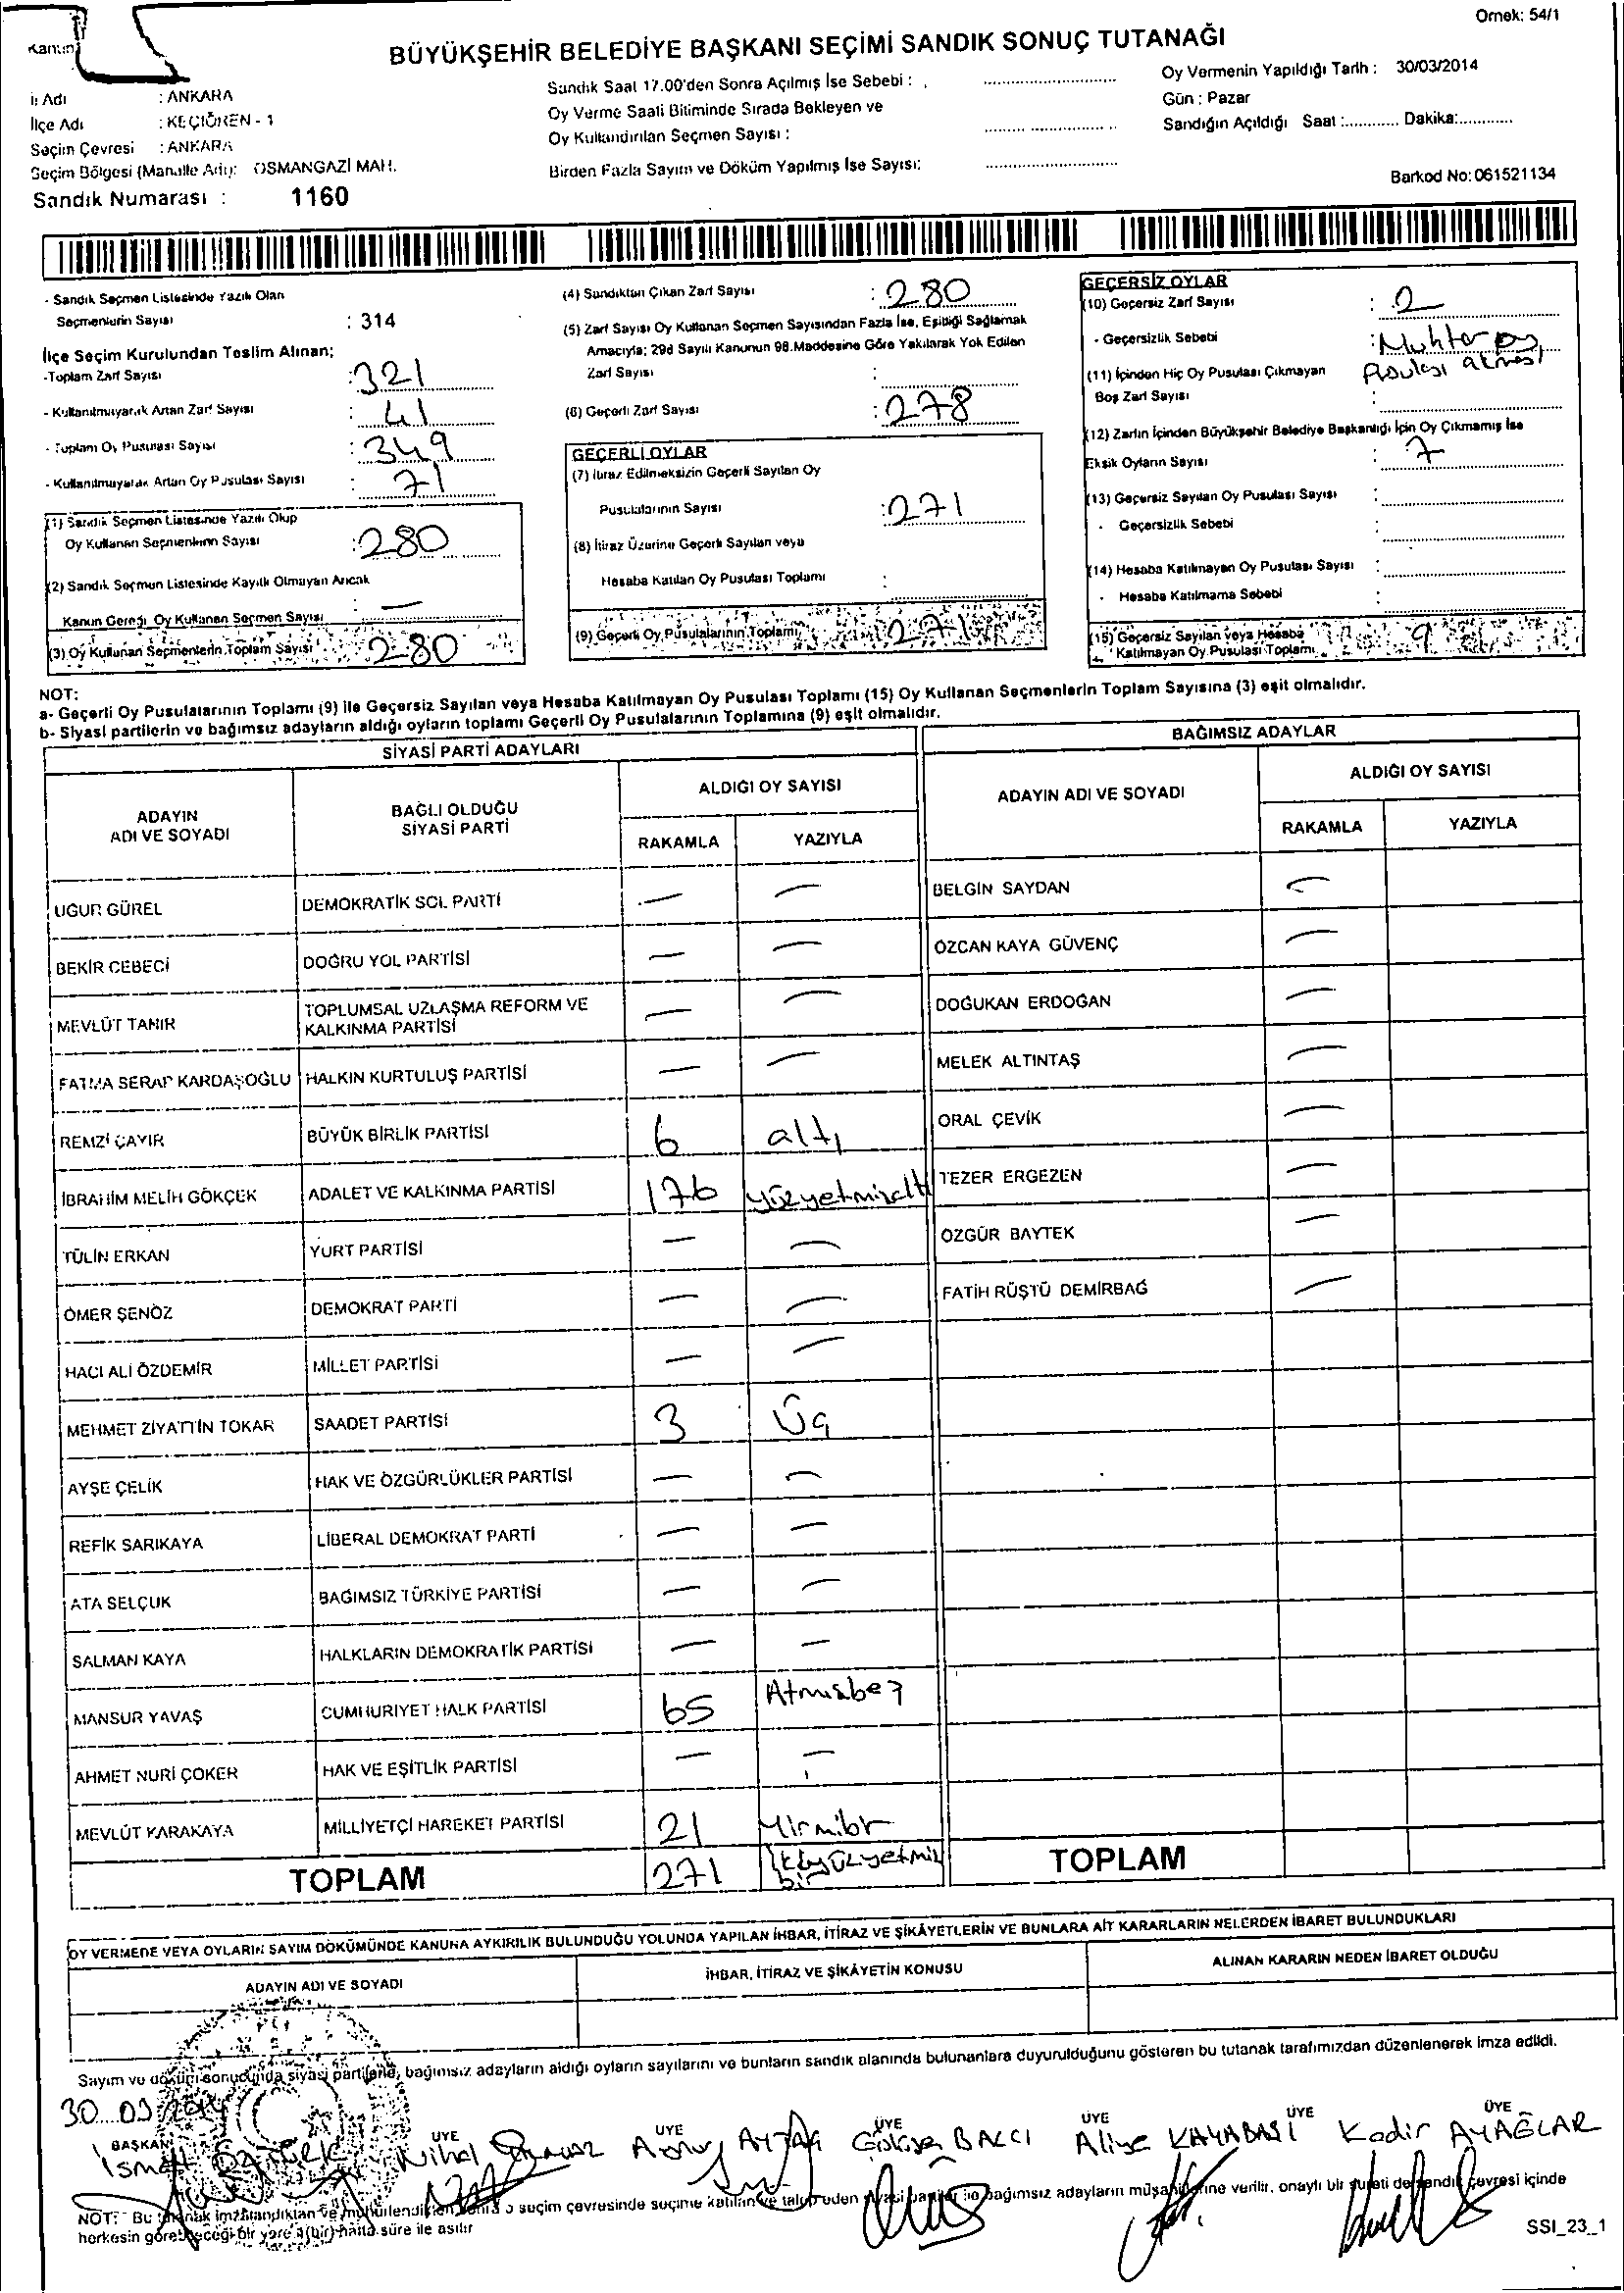 Örnek: 54/1
Kanun
BÜYÜKŞEHİR BELEDİYE BAŞKANI SEÇİMİ SANDIK SONUÇ TUTANAĞI
İl Adı : ANKARA
İlçe Adı : KEÇİÖREN - 1
Seçim Çevresi : ANKARA
Seçim Bölgesi (Mahalle Adı): OSMANGAZİ MAH.
Sandık Numarası : 1160
Sandık Saat 17.00'den Sonra Açılmış İse Sebebi :
Oy Verme Saati Bitiminde Sırada Bekleyen ve
Oy Kullandırılan Seçmen Sayısı :
Birden Fazla Sayım ve Döküm Yapılmış İse Sayısı:
Oy Vermenin Yapıldığı Tarih : 30/03/2014
Gün : Pazar
Sandığın Açıldığı Saat :............ Dakika:............
Barkod No: 061521134
- Sandık Seçmen Listesinde Yazılı Olan
Seçmenlerin Sayısı : 314
İlçe Seçim Kurulundan Teslim Alınan;
-Toplam Zarf Sayısı : 321
- Kullanılmayarak Artan Zarf Sayısı : 41
- Toplam Oy Pusulası Sayısı : 349
- Kullanılmayarak Artan Oy Pusulası Sayısı : 71
(1) Sandık Seçmen Listesinde Yazılı Olup
Oy Kullanan Seçmenlerin Sayısı : 280
(2) Sandık Seçmen Listesinde Kayıtlı Olmayan Ancak
Kanun Gereği Oy Kullanan Seçmen Sayısı : —
(3) Oy Kullanan Seçmenlerin Toplam Sayısı 280
(4) Sandıktan Çıkan Zarf Sayısı : 280
(5) Zarf Sayısı Oy Kullanan Seçmen Sayısından Fazla İse, Eşitliği Sağlamak
Amacıyla; 298 Sayılı Kanunun 98.Maddesine Göre Yakılarak Yok Edilen
Zarf Sayısı :
(6) Geçerli Zarf Sayısı : 278
GEÇERLİ OYLAR
(7) İtiraz Edilmeksizin Geçerli Sayılan Oy
Pusulalarının Sayısı : 271
(8) İtiraz Üzerine Geçerli Sayılan veya
Hesaba Katılan Oy Pusulası Toplamı :
(9) Geçerli Oy Pusulalarının Toplamı 271
GEÇERSİZ OYLAR
(10) Geçersiz Zarf Sayısı : 2
- Geçersizlik Sebebi : Muhtar oy
pusulası atması
(11) İçinden Hiç Oy Pusulası Çıkmayan
Boş Zarf Sayısı :
(12) Zarfın İçinden Büyükşehir Belediye Başkanlığı İçin Oy Çıkmamış İse
Eksik Oyların Sayısı : 7
(13) Geçersiz Sayılan Oy Pusulası Sayısı :
- Geçersizlik Sebebi :
(14) Hesaba Katılmayan Oy Pusulası Sayısı :
- Hesaba Katılmama Sebebi :
(15) Geçersiz Sayılan veya Hesaba
Katılmayan Oy Pusulası Toplamı 9
NOT:
a- Geçerli Oy Pusulalarının Toplamı (9) ile Geçersiz Sayılan veya Hesaba Katılmayan Oy Pusulası Toplamı (15) Oy Kullanan Seçmenlerin Toplam Sayısına (3) eşit olmalıdır.
b- Siyasi partilerin ve bağımsız adayların aldığı oyların toplamı Geçerli Oy Pusulalarının Toplamına (9) eşit olmalıdır.
SİYASİ PARTİ ADAYLARI
ADAYIN ADI VE SOYADI BAĞLI OLDUĞU SİYASİ PARTİ ALDIĞI OY SAYISI
RAKAMLA YAZIYLA
UĞUR GÜREL DEMOKRATİK SOL PARTİ — —
BEKİR CEBECİ DOĞRU YOL PARTİSİ — —
MEVLÜT TANIR TOPLUMSAL UZLAŞMA REFORM VE KALKINMA PARTİSİ — —
FATMA SERAP KARDAŞOĞLU HALKIN KURTULUŞ PARTİSİ — —
REMZİ ÇAYIR BÜYÜK BİRLİK PARTİSİ 6 altı
İBRAHİM MELİH GÖKÇEK ADALET VE KALKINMA PARTİSİ 176 yüzyetmişaltı
TÜLİN ERKAN YURT PARTİSİ — —
ÖMER ŞENÖZ DEMOKRAT PARTİ — —
HACI ALİ ÖZDEMİR MİLLET PARTİSİ — —
MEHMET ZİYATTİN TOKAR SAADET PARTİSİ 3 Üç
AYŞE ÇELİK HAK VE ÖZGÜRLÜKLER PARTİSİ — —
REFİK SARIKAYA LİBERAL DEMOKRAT PARTİ — —
ATA SELÇUK BAĞIMSIZ TÜRKİYE PARTİSİ — —
SALMAN KAYA HALKLARIN DEMOKRATİK PARTİSİ — —
MANSUR YAVAŞ CUMHURİYET HALK PARTİSİ 65 Atmışbeş
AHMET NURİ ÇOKER HAK VE EŞİTLİK PARTİSİ — —
MEVLÜT KARAKAYA MİLLİYETÇİ HAREKET PARTİSİ 21 Yirmibir
TOPLAM 271 ikiyüzyetmiş
bir
BAĞIMSIZ ADAYLAR
ADAYIN ADI VE SOYADI ALDIĞI OY SAYISI
RAKAMLA YAZIYLA
BELGİN SAYDAN —
ÖZCAN KAYA GÜVENÇ —
DOĞUKAN ERDOĞAN —
MELEK ALTINTAŞ —
ORAL ÇEVİK —
TEZER ERGEZEN —
ÖZGÜR BAYTEK —
FATİH RÜŞTÜ DEMİRBAĞ —
TOPLAM
OY VERMEDE VEYA OYLARIN SAYIM DÖKÜMÜNDE KANUNA AYKIRILIK BULUNDUĞU YOLUNDA YAPILAN İHBAR, İTİRAZ VE ŞİKÂYETLERİN VE BUNLARA AİT KARARLARIN NELERDEN İBARET BULUNDUKLARI
ADAYIN ADI VE SOYADI İHBAR, İTİRAZ VE ŞİKÂYETİN KONUSU ALINAN KARARIN NEDEN İBARET OLDUĞU
Sayım ve döküm sonucunda siyasi partilerle, bağımsız adayların aldığı oyların sayılarını ve bunların sandık alanında bulunanlara duyurulduğunu gösteren bu tutanak tarafımızdan düzenlenerek imza edildi.
30.03.2014
BAŞKAN ÜYE ÜYE ÜYE ÜYE ÜYE ÜYE
İsmail Nihal AYTAÇ Gökçe BALCI Aliye KAYABAŞI Kadir AYAĞLAR
NOT: Bu tutanak imzalandıktan ve mühürlendikten sonra o seçim çevresinde seçime katılan ve talep eden siyasi partiler ile bağımsız adayların müşahitlerine verilir, onaylı bir sureti de sandık çevresi içinde
herkesin görebileceği bir yere 1(bir) hafta süre ile asılır
SSI_23_1